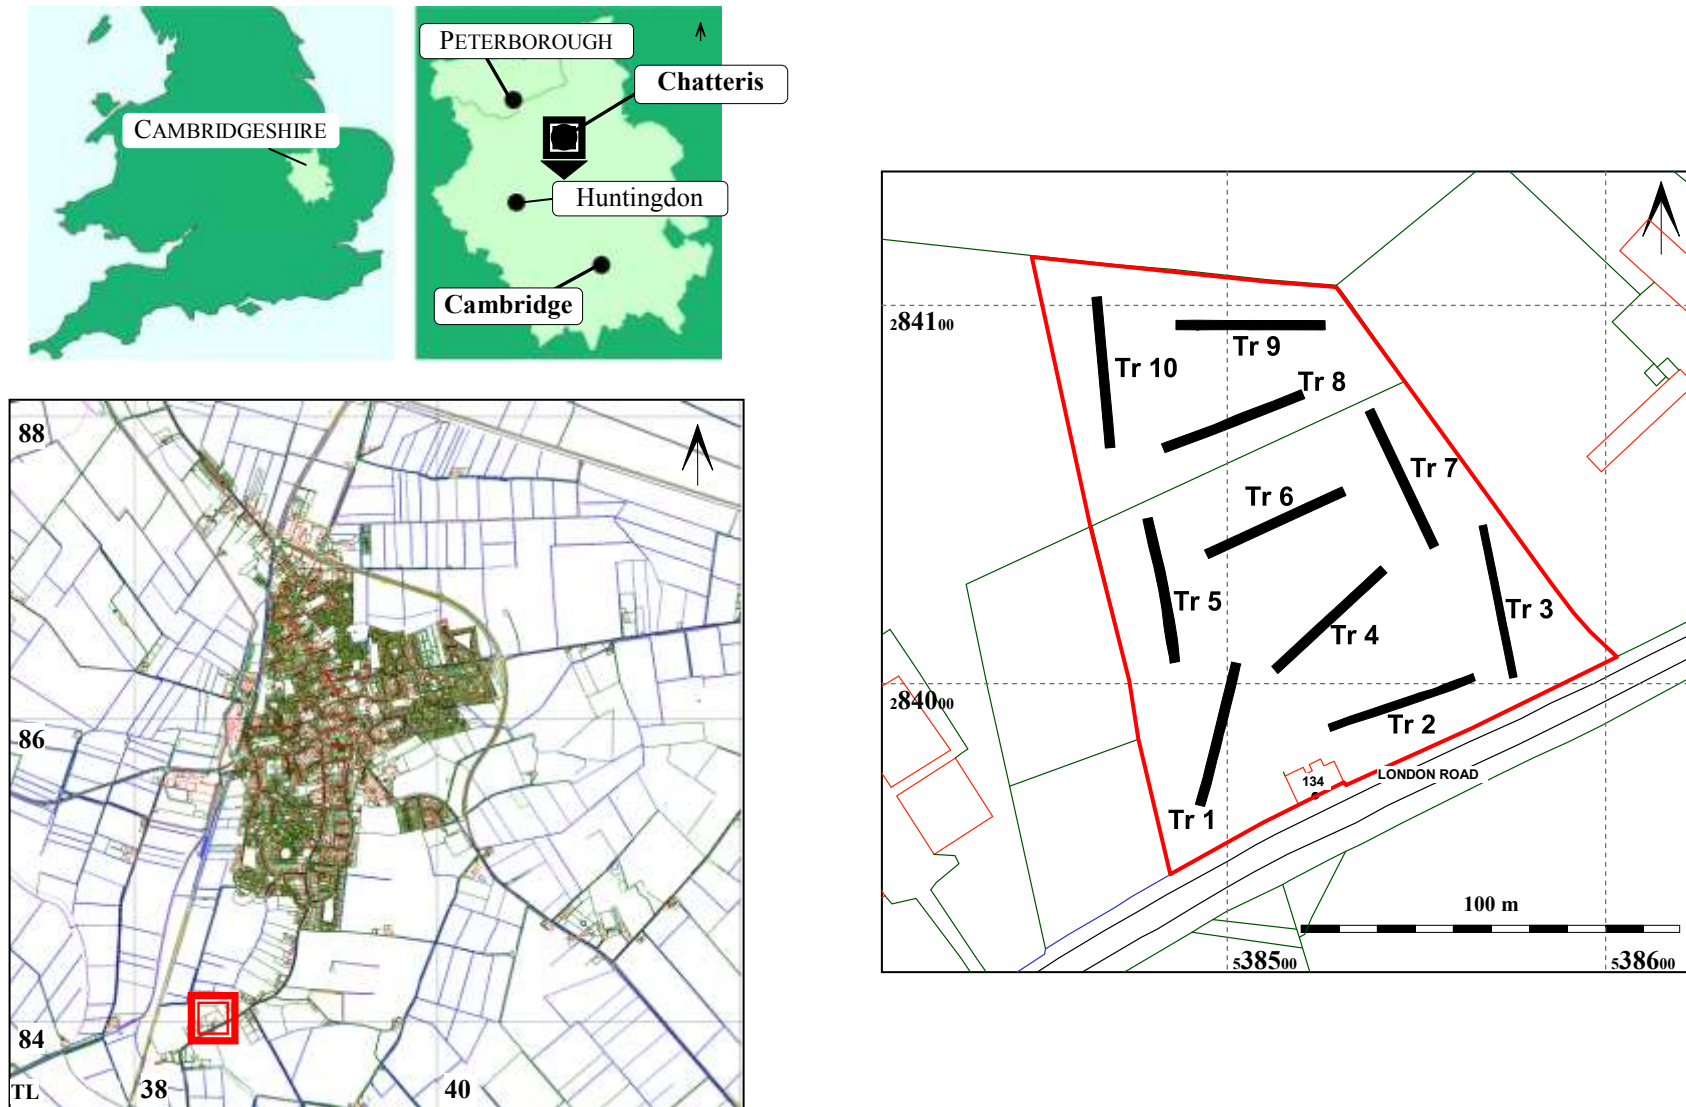 PETERBOROUGH
Chatteris
CAMBRIDGESHIRE
Huntingdon
Cambridge
88
86
84
TL
38
40
284100
Tr 9
Tr 10
Tr 8
Tr 7
Tr 6
Tr 5
Tr 3
Tr 4
284000
Tr 2
LONDON ROAD
134
Tr 1
100 m
538500
538600